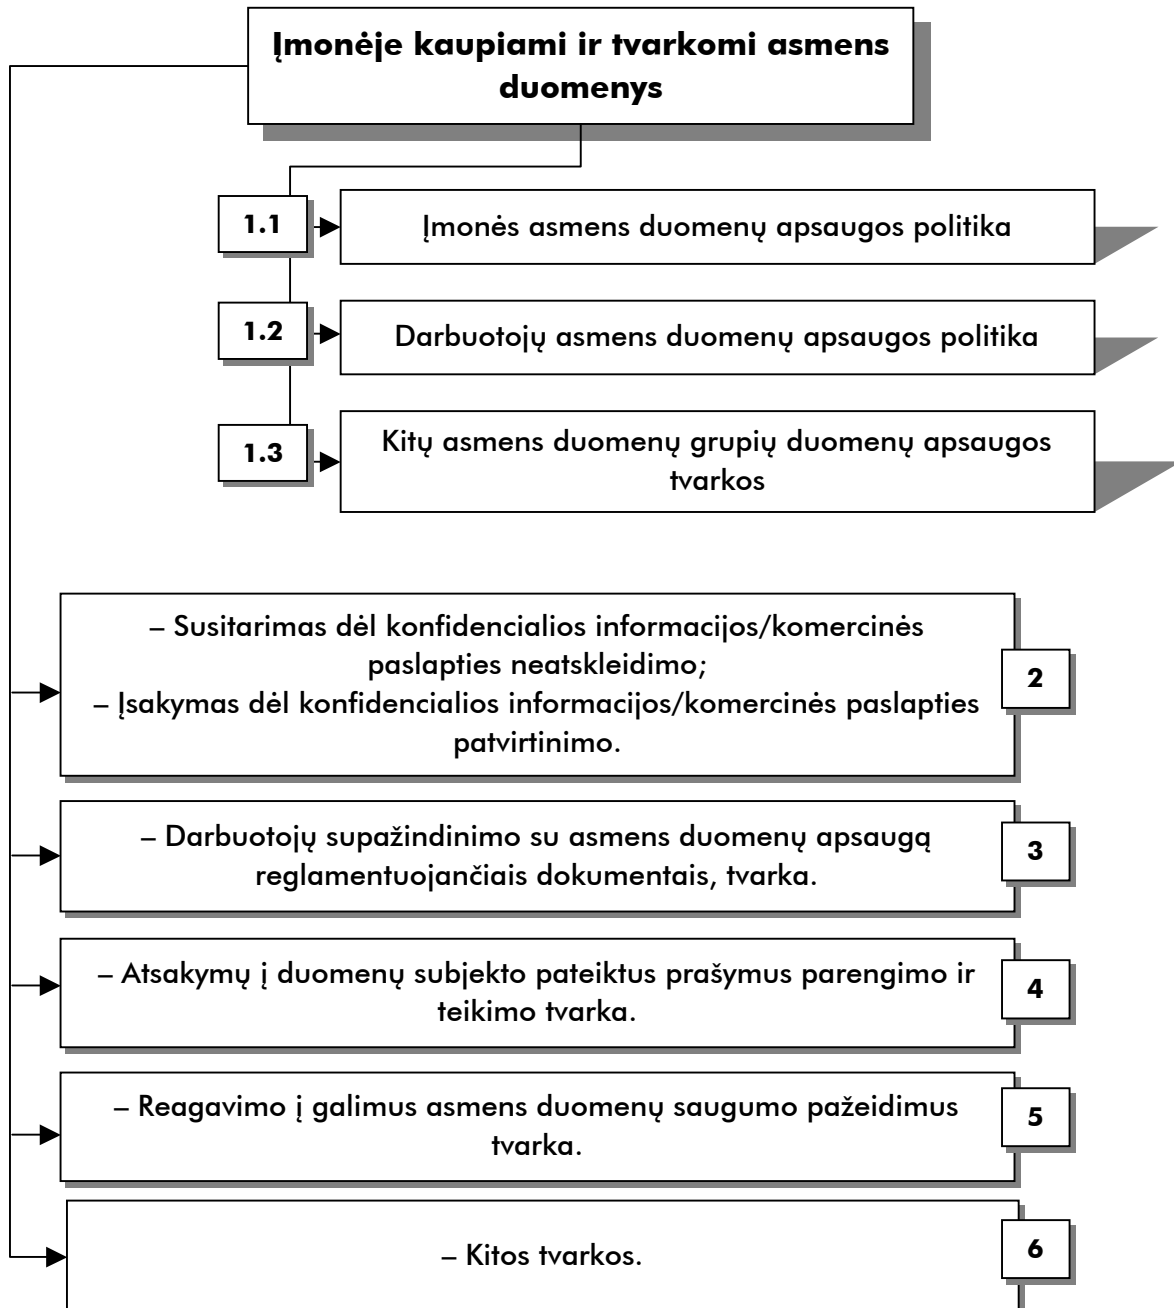 Įmonėje kaupiami ir tvarkomi asmens
duomenys
1.1
Įmonės asmens duomenų apsaugos politika
1.2
Darbuotojų asmens duomenų apsaugos politika
1.3
Kitų asmens duomenų grupių duomenų apsaugos
tvarkos
– Susitarimas dėl konfidencialios informacijos/komercinės
paslapties neatskleidimo;
– Įsakymas dėl konfidencialios informacijos/komercinės paslapties
patvirtinimo.
2
– Darbuotojų supažindinimo su asmens duomenų apsaugą
reglamentuojančiais dokumentais, tvarka.
3
– Atsakymų į duomenų subjekto pateiktus prašymus parengimo ir
teikimo tvarka.
4
– Reagavimo į galimus asmens duomenų saugumo pažeidimus
tvarka.
5
– Kitos tvarkos.
6